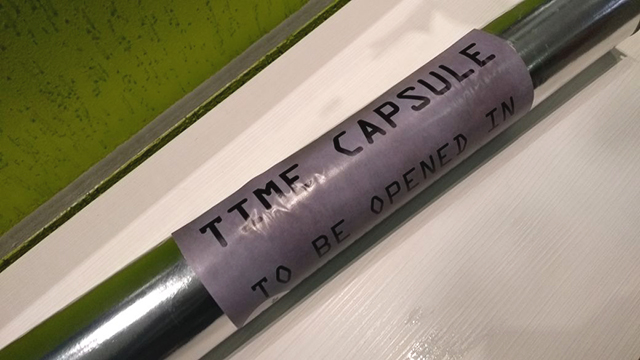 TIME CAPSULE
TO BE OPENED IN